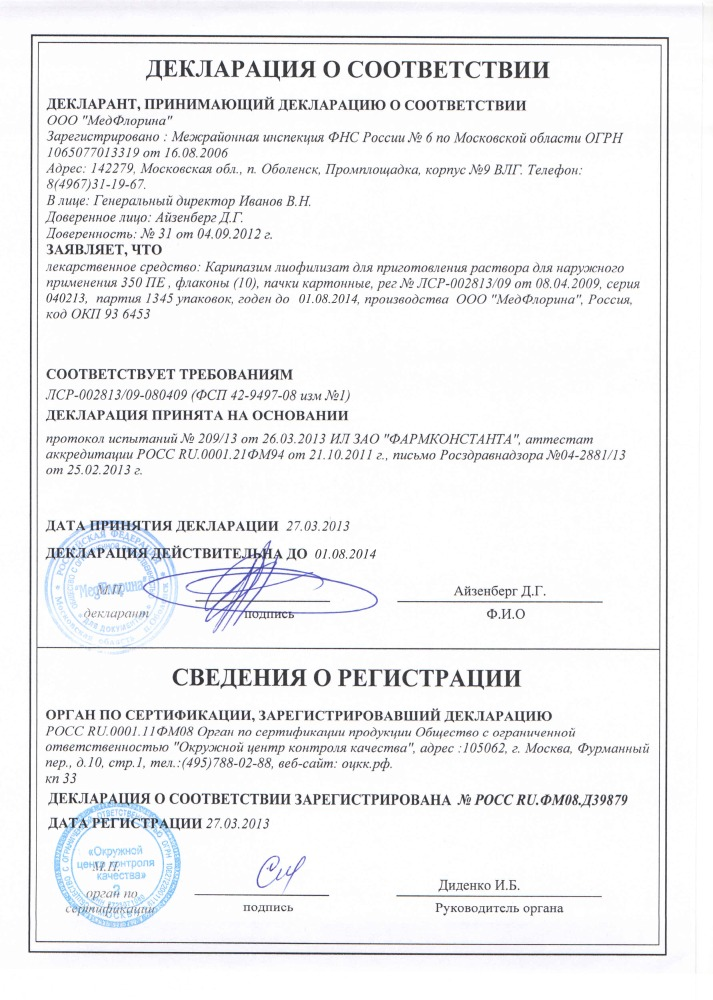 ДЕКЛАРАЦИЯ О СООТВЕТСТВИИ
ДЕКЛАРАНТ, ПРИНИМАЮЩИЙ ДЕКЛАРАЦИЮ О СООТВЕТСТВИИ
ООО "МедФлорина"
Зарегистрировано : Межрайонная инспекция ФНС России № 6 по Московской области ОГРН
1065077013319 от 16.08.2006
Адрес: 142279, Московская обл., п. Оболенск, Промплощадка, корпус №9 ВЛГ. Телефон:
8(4967)31-19-67.
В лице: Генеральный директор Иванов В.Н.
Доверенное лицо: Айзенберг Д.Г.
Доверенность: № 31 от 04.09.2012 г.
ЗАЯВЛЯЕТ, ЧТО
лекарственное средство: Карипазим лиофилизат для приготовления раствора для наружного
применения 350 ПЕ , флаконы (10), пачки картонные, рег № ЛСР-002813/09 от 08.04.2009, серия
040213, партия 1345 упаковок, годен до 01.08.2014, производства ООО "МедФлорина", Россия,
код ОКП 93 6453
СООТВЕТСТВУЕТ ТРЕБОВАНИЯМ
ЛСР-002813/09-080409 (ФСП 42-9497-08 изм №1)
ДЕКЛАРАЦИЯ ПРИНЯТА НА ОСНОВАНИИ
протокол испытаний № 209/13 от 26.03.2013 ИЛ ЗАО "ФАРМКОНСТАНТА", аттестат
аккредитации РОСС RU.0001.21ФМ94 от 21.10.2011 г., письмо Росздравнадзора №04-2881/13
от 25.02.2013 г.
ДАТА ПРИНЯТИЯ ДЕКЛАРАЦИИ 27.03.2013
ДЕКЛАРАЦИЯ ДЕЙСТВИТЕЛЬНА ДО 01.08.2014
РОССИЙСКАЯ ФЕДЕРАЦИЯ
"МедФлорина"
"ДЛЯ ДОКУМЕНТОВ"
Московская область
М.П.
Айзенберг Д.Г.
декларант подпись Ф.И.О
СВЕДЕНИЯ О РЕГИСТРАЦИИ
ОРГАН ПО СЕРТИФИКАЦИИ, ЗАРЕГИСТРИРОВАВШИЙ ДЕКЛАРАЦИЮ
РОСС RU.0001.11ФМ08 Орган по сертификации продукции Общество с ограниченной
ответственностью "Окружной центр контроля качества", адрес :105062, г. Москва, Фурманный
пер., д.10, стр.1, тел.:(495)788-02-88, веб-сайт: оцкк.рф.
кп 33
ДЕКЛАРАЦИЯ О СООТВЕТСТВИИ ЗАРЕГИСТРИРОВАНА № РОСС RU.ФМ08.Д39879
ДАТА РЕГИСТРАЦИИ 27.03.2013
«Окружной
центр контроля
качества»
2
МОСКВА
М.П.
орган по
сертификации
подпись
Диденко И.Б.
Руководитель органа